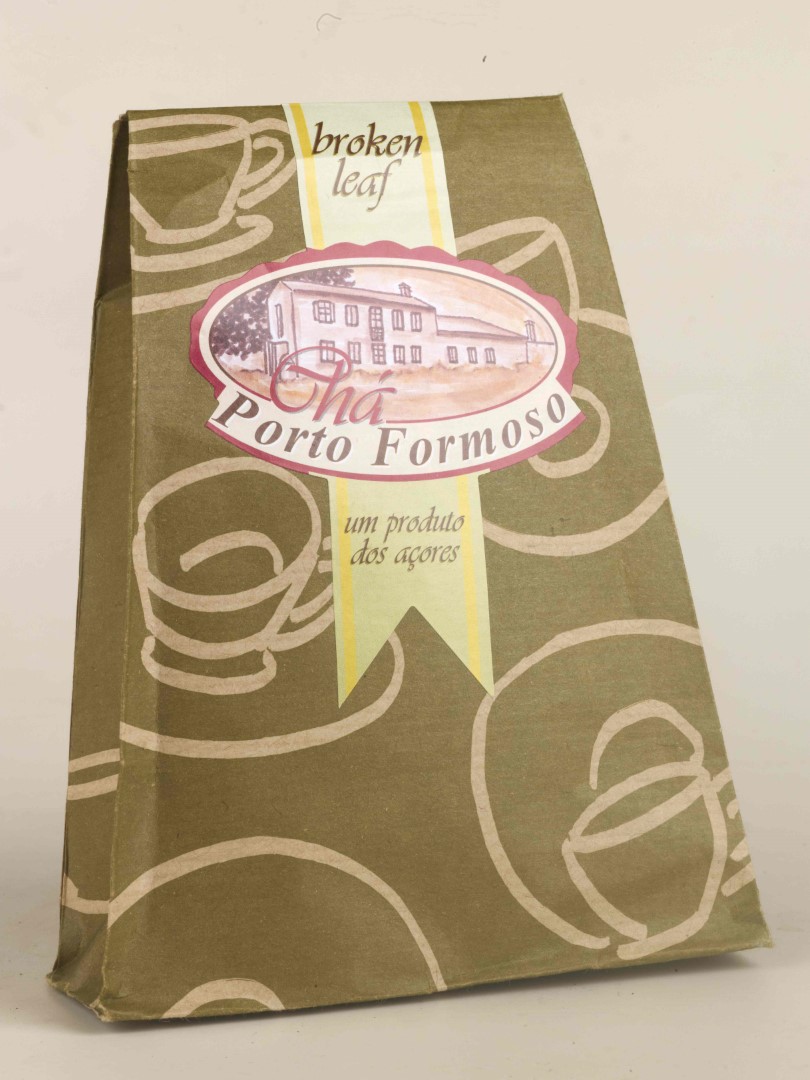 broken
leaf
Chá
Porto Formoso
um produto
dos açores